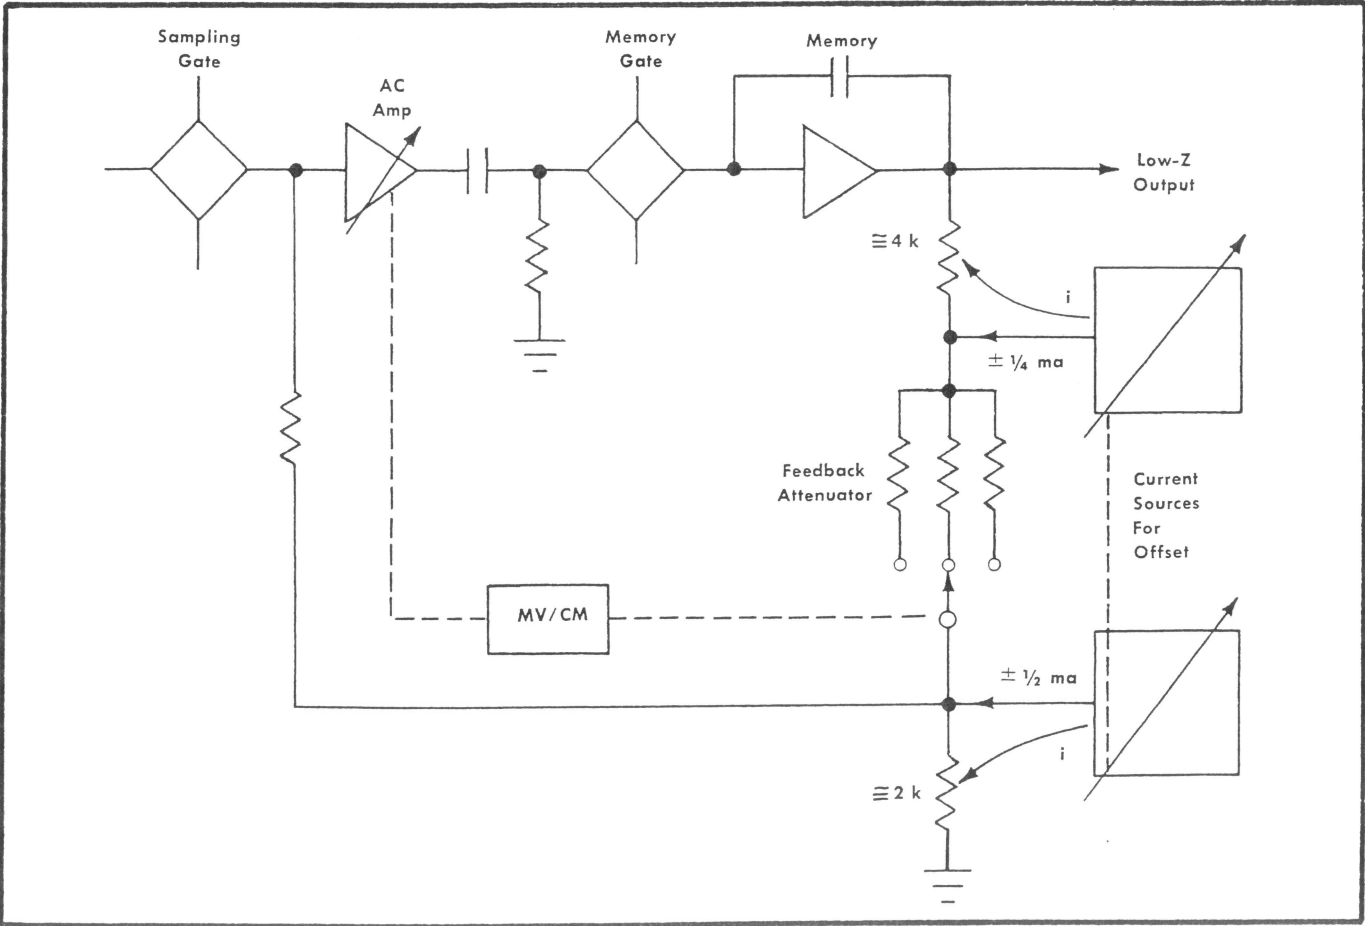 Sampling
Gate
AC
Amp
Memory
Gate
Memory
Low-Z
Output
≅ 4 k
i
± 1/4 ma
Feedback
Attenuator
Current
Sources
For
Offset
MV/CM
± 1/2 ma
i
≅ 2 k